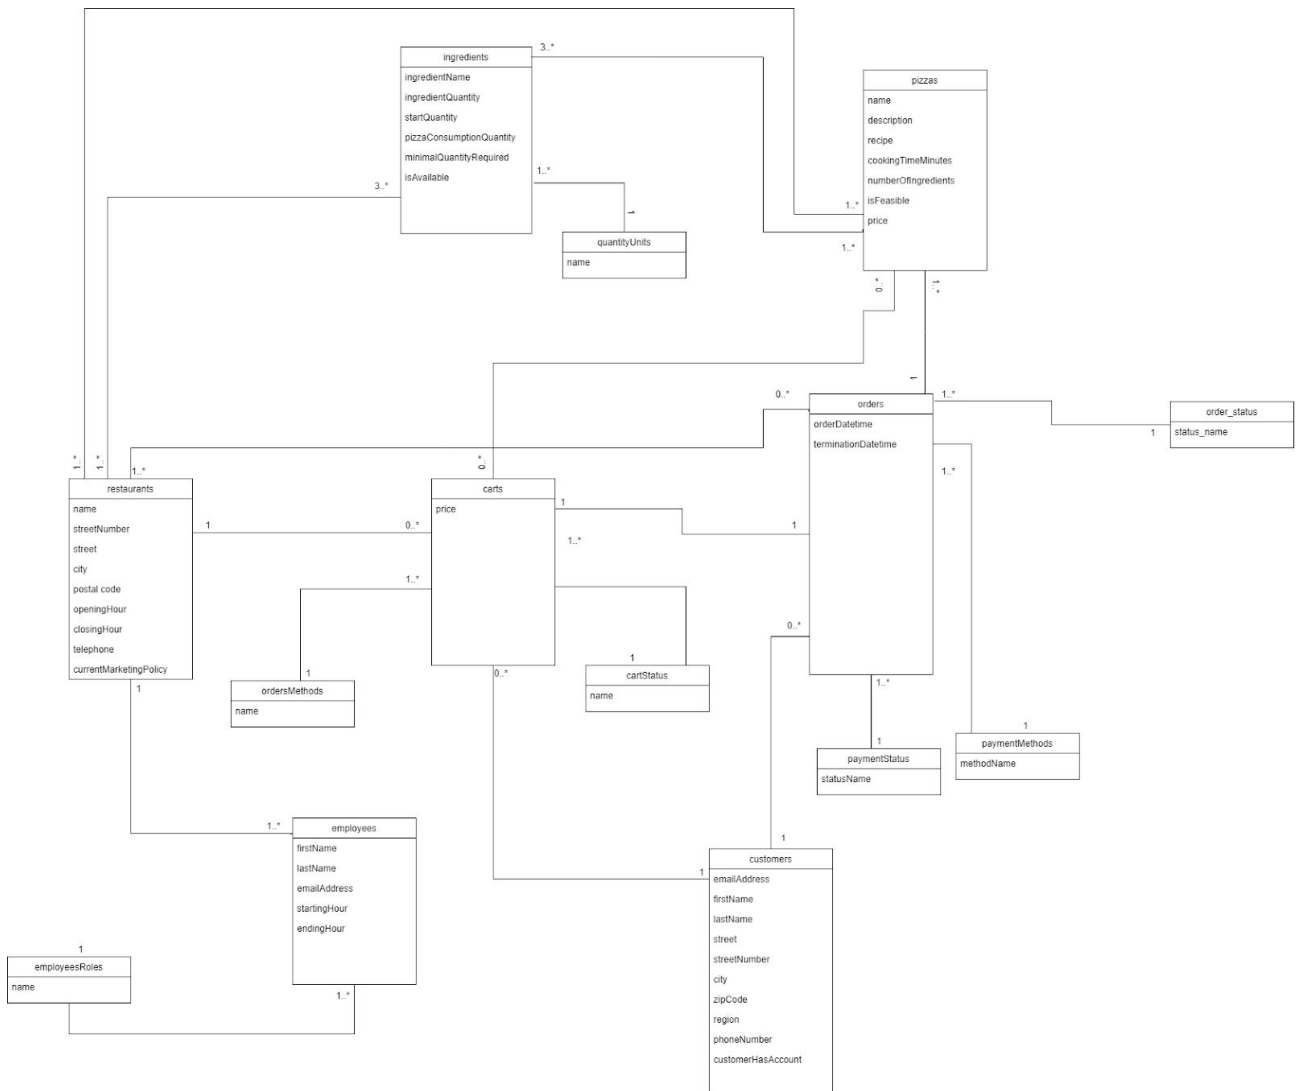 ingredients
ingredientName
ingredientQuantity
startQuantity
pizzaConsumptionQuantity
minimalQuantityRequired
isAvailable
3..*
3..*
1..*
1
quantityUnits
name
pizzas
name
description
recipe
cookingTimeMinutes
numberOfIngredients
isFeasible
price
1..*
1..*
0..*
1..*
1
0..*
orders
orderDatetime
terminationDatetime
1..*
1
order_status
status_name
1..*
1..*
1..*
1..*
restaurants
name
streetNumber
street
city
postal code
openingHour
closingHour
telephone
currentMarketingPolicy
1
0..*
0..*
carts
price
1
1
1..*
1..*
1
ordersMethods
name
1
cartStatus
name
0..*
0..*
1..*
1
paymentStatus
statusName
1
paymentMethods
methodName
1
1..*
employees
firstName
lastName
emailAddress
startingHour
endingHour
1..*
1
employeesRoles
name
1
1
customers
emailAddress
firstName
lastName
street
streetNumber
city
zipCode
region
phoneNumber
customerHasAccount